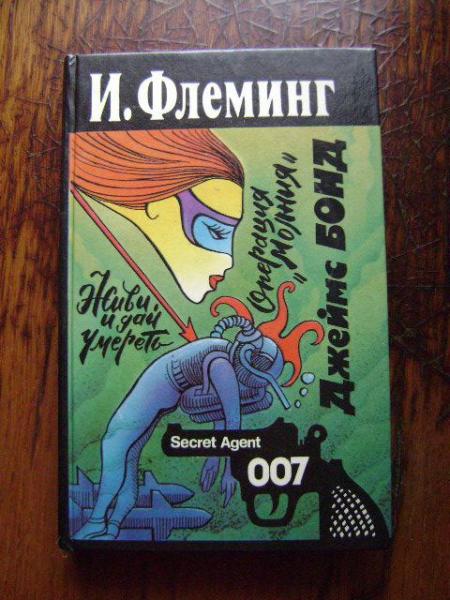 И. Флеминг
Живи,
и дай
умереть
Операция
„Молния„
Джеймс БОНД
Secret Agent
007